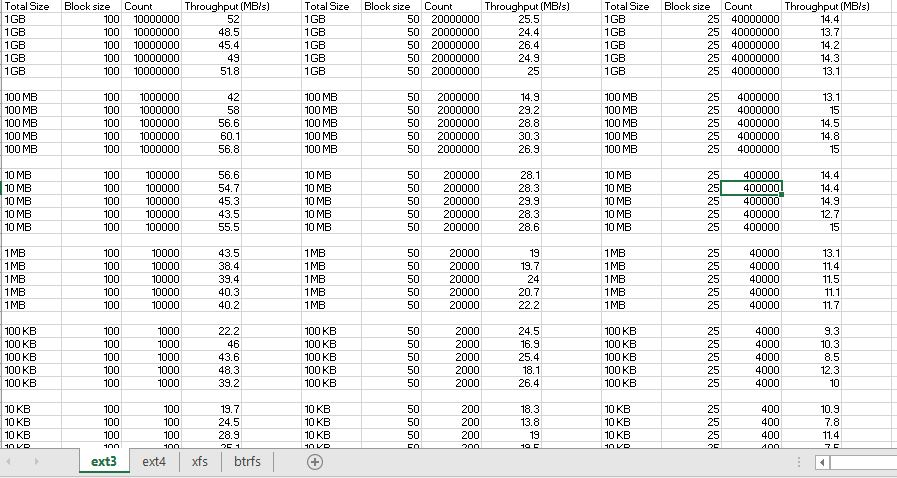 Total Size Block size Count Throughput (MB/s) Total Size Block size Count Throughput (MB/s) Total Size Block size Count Throughput (MB/s)
1GB 100 10000000 52 1GB 50 20000000 25.5 1GB 25 40000000 14.4
1GB 100 10000000 48.5 1GB 50 20000000 24.4 1GB 25 40000000 13.7
1GB 100 10000000 45.4 1GB 50 20000000 26.4 1GB 25 40000000 14.2
1GB 100 10000000 49 1GB 50 20000000 24.9 1GB 25 40000000 14.3
1GB 100 10000000 51.8 1GB 50 20000000 25 1GB 25 40000000 13.1
100 MB 100 1000000 42 100 MB 50 2000000 14.9 100 MB 25 4000000 13.1
100 MB 100 1000000 58 100 MB 50 2000000 29.2 100 MB 25 4000000 15
100 MB 100 1000000 56.6 100 MB 50 2000000 28.8 100 MB 25 4000000 14.5
100 MB 100 1000000 60.1 100 MB 50 2000000 30.3 100 MB 25 4000000 14.8
100 MB 100 1000000 56.8 100 MB 50 2000000 26.9 100 MB 25 4000000 15
10 MB 100 100000 56.6 10 MB 50 200000 28.1 10 MB 25 400000 14.4
10 MB 100 100000 54.7 10 MB 50 200000 28.3 10 MB 25 400000 14.4
10 MB 100 100000 45.3 10 MB 50 200000 29.9 10 MB 25 400000 14.9
10 MB 100 100000 43.5 10 MB 50 200000 28.3 10 MB 25 400000 12.7
10 MB 100 100000 55.5 10 MB 50 200000 28.6 10 MB 25 400000 15
1MB 100 10000 43.5 1MB 50 20000 19 1MB 25 40000 13.1
1MB 100 10000 38.4 1MB 50 20000 19.7 1MB 25 40000 11.4
1MB 100 10000 39.4 1MB 50 20000 24 1MB 25 40000 11.5
1MB 100 10000 40.3 1MB 50 20000 20.7 1MB 25 40000 11.1
1MB 100 10000 40.2 1MB 50 20000 22.2 1MB 25 40000 11.7
100 KB 100 1000 22.2 100 KB 50 2000 24.5 100 KB 25 4000 9.3
100 KB 100 1000 46 100 KB 50 2000 16.9 100 KB 25 4000 10.3
100 KB 100 1000 43.6 100 KB 50 2000 25.4 100 KB 25 4000 8.5
100 KB 100 1000 48.3 100 KB 50 2000 18.1 100 KB 25 4000 12.3
100 KB 100 1000 39.2 100 KB 50 2000 26.4 100 KB 25 4000 10
10 KB 100 100 19.7 10 KB 50 200 18.3 10 KB 25 400 10.9
10 KB 100 100 24.5 10 KB 50 200 13.8 10 KB 25 400 7.8
10 KB 100 100 28.9 10 KB 50 200 19 10 KB 25 400 11.4
10 KB 100 100 10 KB 50 200 10 KB 25 400
ext3 ext4 xfs btrfs